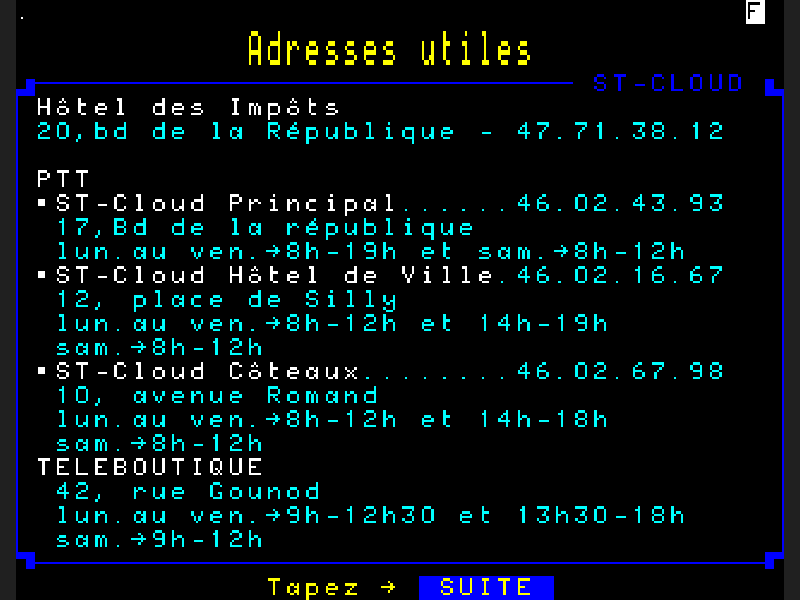 F
Adresses utiles
ST-CLOUD
Hôtel des Impôts
20,bd de la République - 47.71.38.12
PTT
▪ST-Cloud Principal......46.02.43.93
17,Bd de la république
lun.au ven.→8h-19h et sam.→8h-12h
▪ST-Cloud Hôtel de Ville.46.02.16.67
12, place de Silly
lun.au ven.→8h-12h et 14h-19h
sam.→8h-12h
▪ST-Cloud Côteaux........46.02.67.98
10, avenue Romand
lun.au ven.→8h-12h et 14h-18h
sam.→8h-12h
TELEBOUTIQUE
42, rue Gounod
lun.au ven.→9h-12h30 et 13h30-18h
sam.→9h-12h
Tapez → SUITE